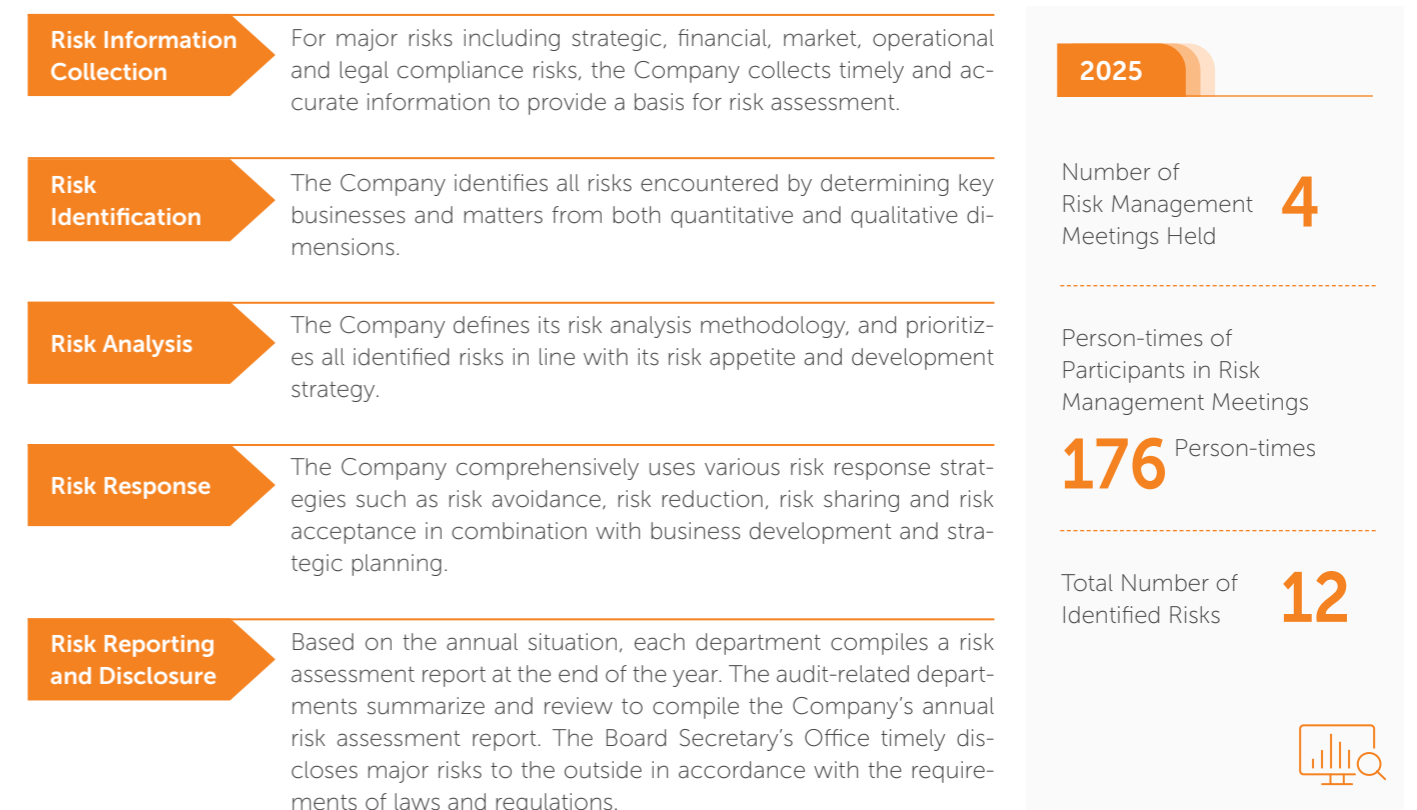 Risk Information
Collection
For major risks including strategic, financial, market, operational
and legal compliance risks, the Company collects timely and ac-
curate information to provide a basis for risk assessment.
Risk
Identification
The Company identifies all risks encountered by determining key
businesses and matters from both quantitative and qualitative di-
mensions.
Risk Analysis
The Company defines its risk analysis methodology, and prioritiz-
es all identified risks in line with its risk appetite and development
strategy.
Risk Response
The Company comprehensively uses various risk response strat-
egies such as risk avoidance, risk reduction, risk sharing and risk
acceptance in combination with business development and stra-
tegic planning.
Risk Reporting
and Disclosure
Based on the annual situation, each department compiles a risk
assessment report at the end of the year. The audit-related depart-
ments summarize and review to compile the Company’s annual
risk assessment report. The Board Secretary’s Office timely dis-
closes major risks to the outside in accordance with the require-
ments of laws and regulations.
2025
Number of
Risk Management
Meetings Held
4
Person-times of
Participants in Risk
Management Meetings
176 Person-times
Total Number of
Identified Risks
12